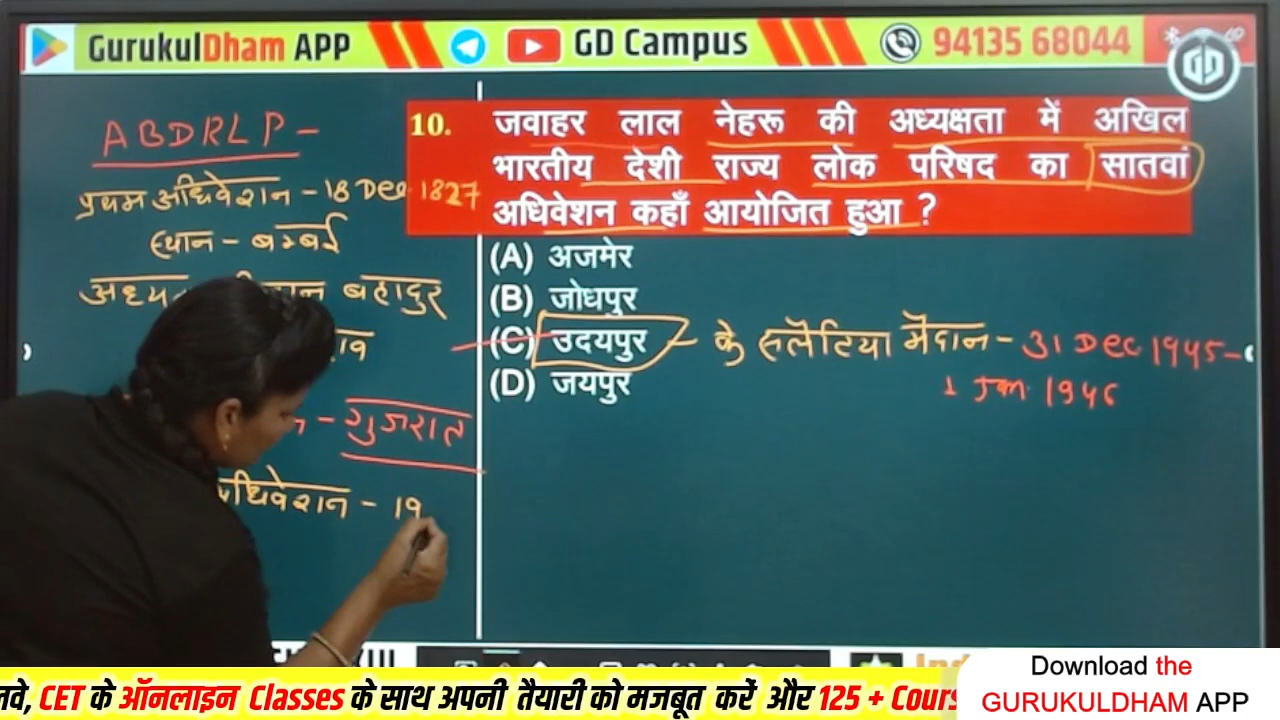 GurukulDham APP
GD Campus
94135 68044
ABDRLP -
प्रथम अधिवेशन - 18 Dec. 1827
स्थान - बम्बई
बहादुर
- गुजरात
अधिवेशन - 19
10. जवाहर लाल नेहरू की अध्यक्षता में अखिल
भारतीय देशी राज्य लोक परिषद का सातवां
अधिवेशन कहाँ आयोजित हुआ ?
(A) अजमेर
(B) जोधपुर
(C) उदयपुर - के सलेटिया मैदान - 31 Dec 1945 -
1 Jan 1946
(D) जयपुर
CET के ऑनलाइन Classes के साथ अपनी तैयारी को मजबूत करें और 125 + Cours
Download the
GURUKULDHAM APP